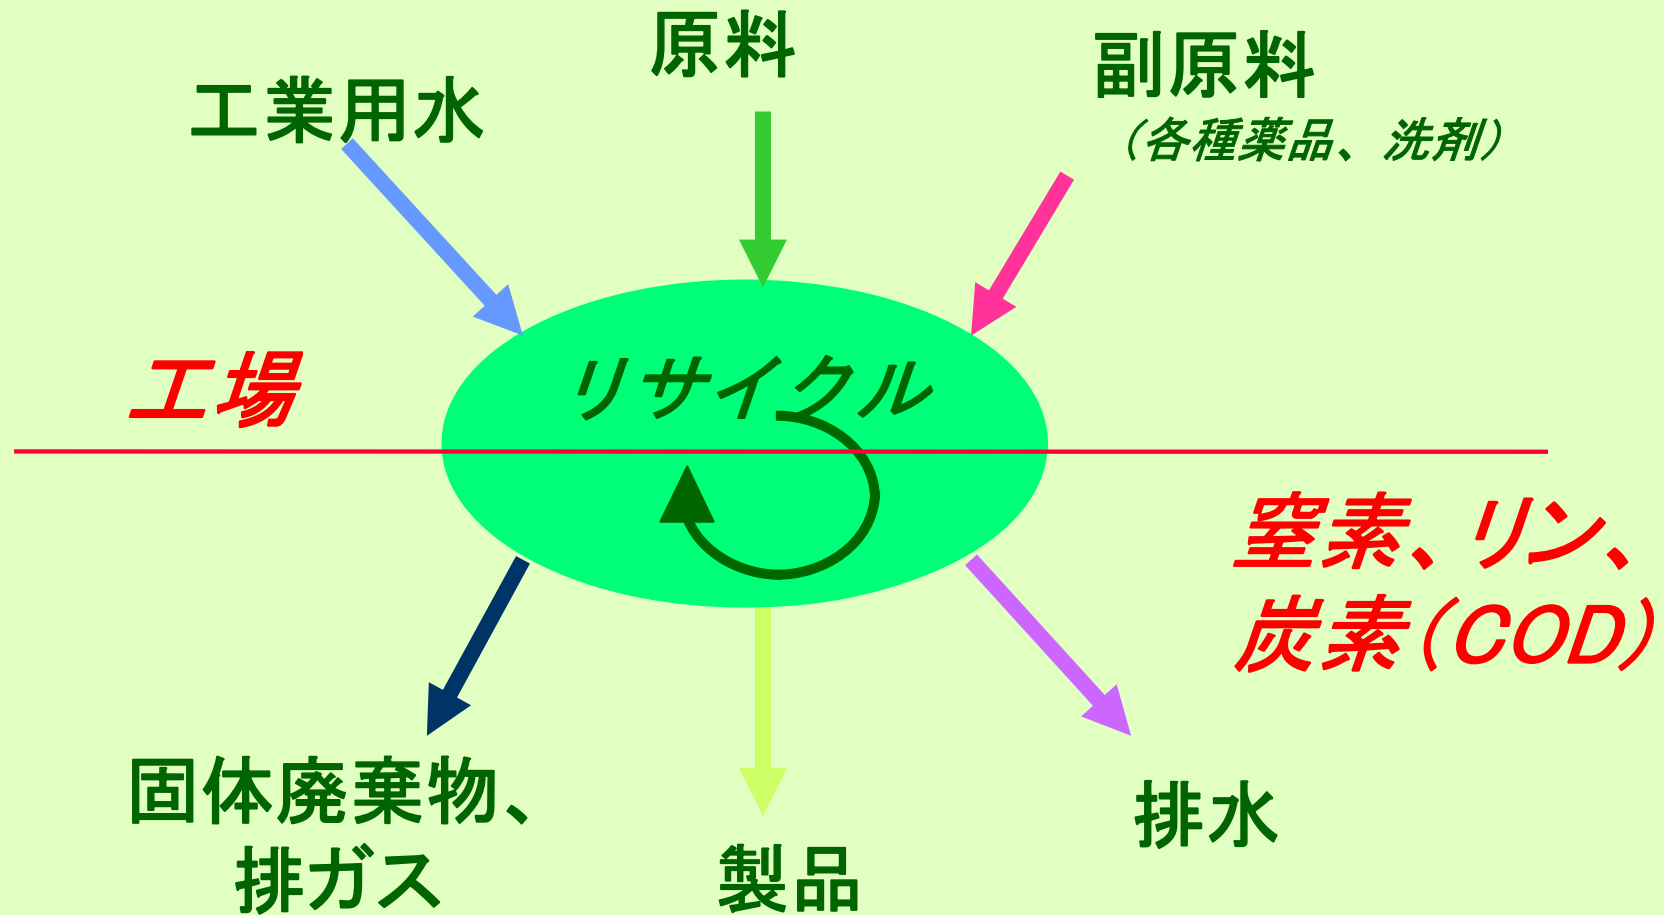 原料
副原料
(各種薬品、洗剤)
工業用水
リサイクル
工場
窒素、リン、
炭素(COD)
固体廃棄物、
排ガス
製品
排水